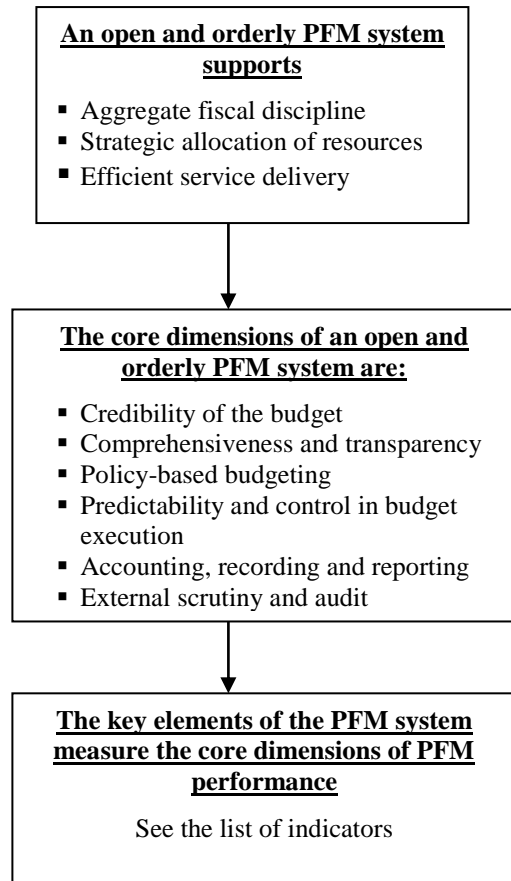 An open and orderly PFM system
supports
▪ Aggregate fiscal discipline
▪ Strategic allocation of resources
▪ Efficient service delivery
The core dimensions of an open and
orderly PFM system are:
▪ Credibility of the budget
▪ Comprehensiveness and transparency
▪ Policy-based budgeting
▪ Predictability and control in budget
execution
▪ Accounting, recording and reporting
▪ External scrutiny and audit
The key elements of the PFM system
measure the core dimensions of PFM
performance
See the list of indicators